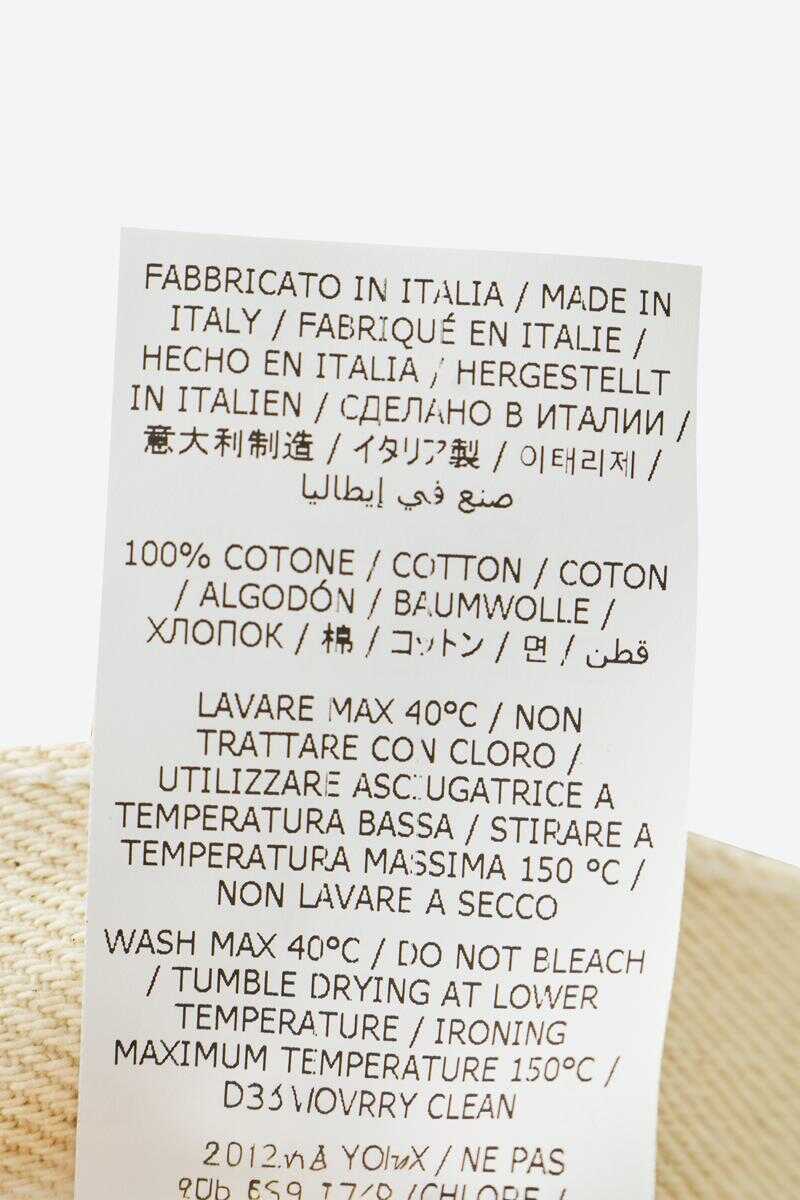 FABBRICATO IN ITALIA / MADE IN
ITALY / FABRIQUÉ EN ITALIE /
HECHO EN ITALIA / HERGESTELLT
IN ITALIEN / СДЕЛАНО В ИТАЛИИ /
意大利制造 / イタリア製 / 이태리제 /
صنع في إيطاليا
100% COTONE / COTTON / COTON
/ ALGODÓN / BAUMWOLLE /
ХЛОПОК / 棉 / コットン / 면 / قطن
LAVARE MAX 40°C / NON
TRATTARE CON CLORO /
UTILIZZARE ASCIUGATRICE A
TEMPERATURA BASSA / STIRARE A
TEMPERATURA MASSIMA 150 °C /
NON LAVARE A SECCO
WASH MAX 40°C / DO NOT BLEACH
/ TUMBLE DRYING AT LOWER
TEMPERATURE / IRONING
MAXIMUM TEMPERATURE 150°C /
CLEAN
/ NE PAS
/CHLORE /